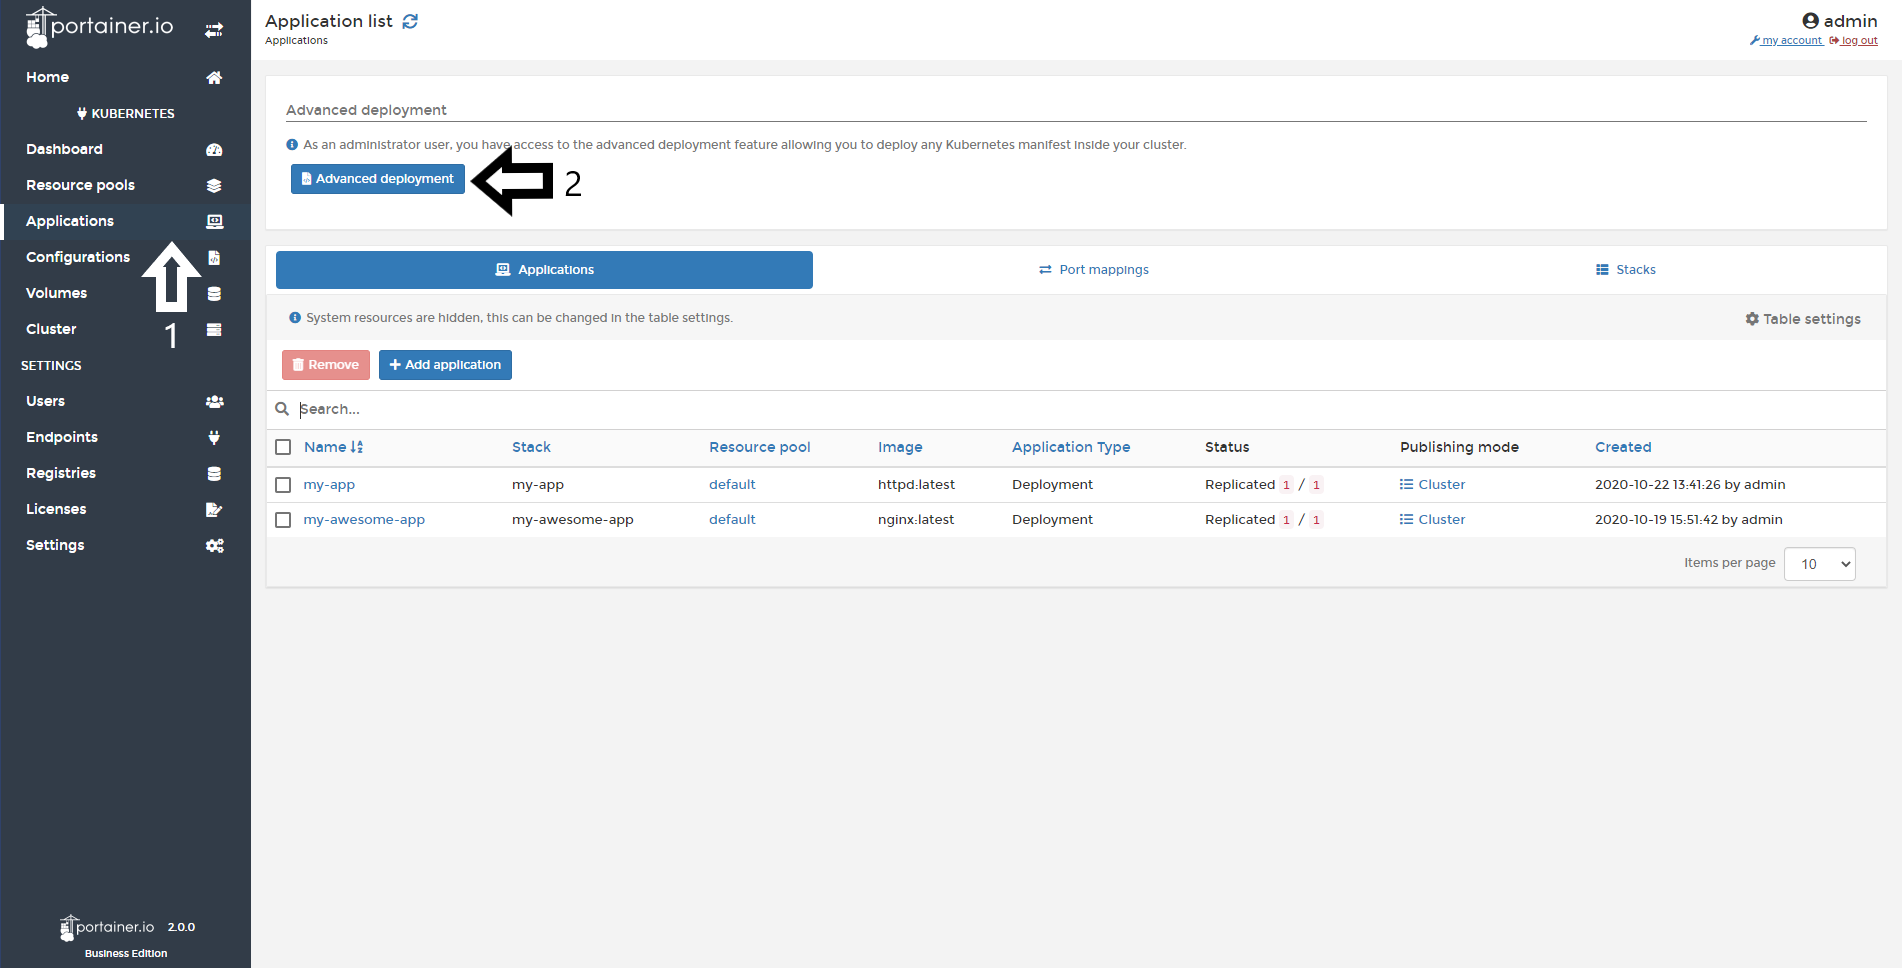 portainer.io
Home
KUBERNETES
Dashboard
Resource pools
Applications
Configurations
Volumes
Cluster
1
SETTINGS
Users
Endpoints
Registries
Licenses
Settings
portainer.io 2.0.0
Business Edition
Application list
Applications
admin
my account log out
Advanced deployment
As an administrator user, you have access to the advanced deployment feature allowing you to deploy any Kubernetes manifest inside your cluster.
Advanced deployment 2
Applications Port mappings Stacks
System resources are hidden, this can be changed in the table settings. Table settings
Remove Add application
Search...
Name Stack Resource pool Image Application Type Status Publishing mode Created
my-app my-app default httpd:latest Deployment Replicated 1 / 1 Cluster 2020-10-22 13:41:26 by admin
my-awesome-app my-awesome-app default nginx:latest Deployment Replicated 1 / 1 Cluster 2020-10-19 15:51:42 by admin
Items per page 10